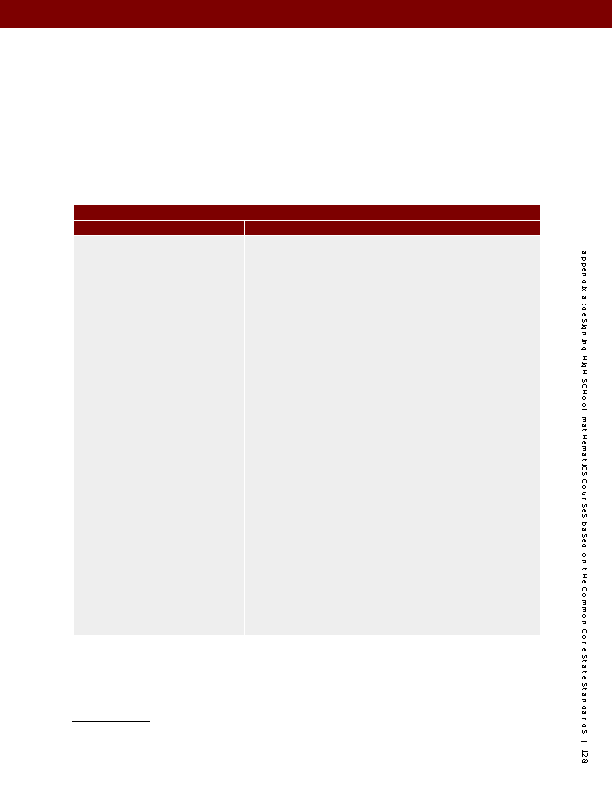 appendix a: deSigning HigH SCHool matHematiCS CourSeS baSed on tHe Common Core State StandardS | 128